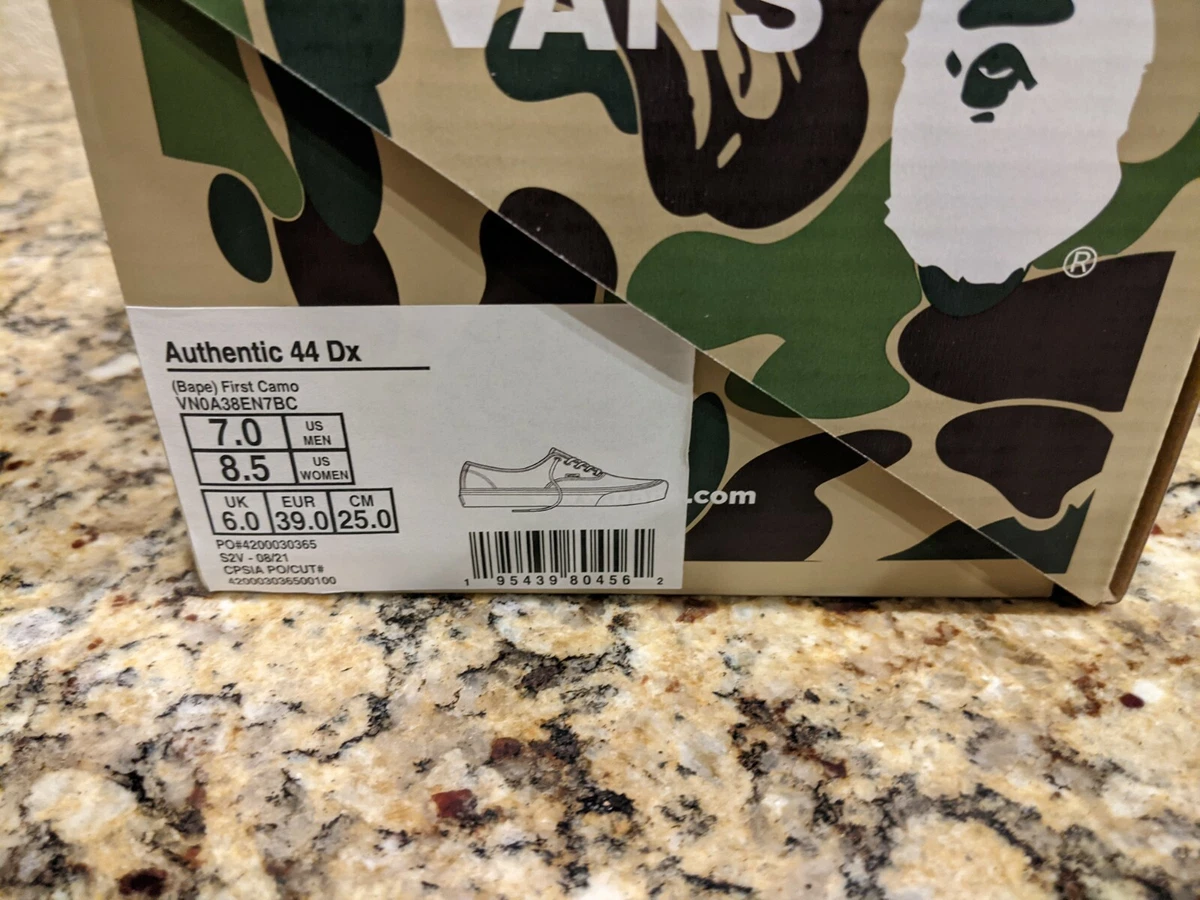 VANS
®
Authentic 44 Dx
(Bape) First Camo
VN0A38EN7BC
7.0 US MEN
8.5 US WOMEN
UK EUR CM
6.0 39.0 25.0
PO#4200030365
S2V - 08/21
CPSIA PO/CUT#
420003036500100
1 95439 80456 2
.com